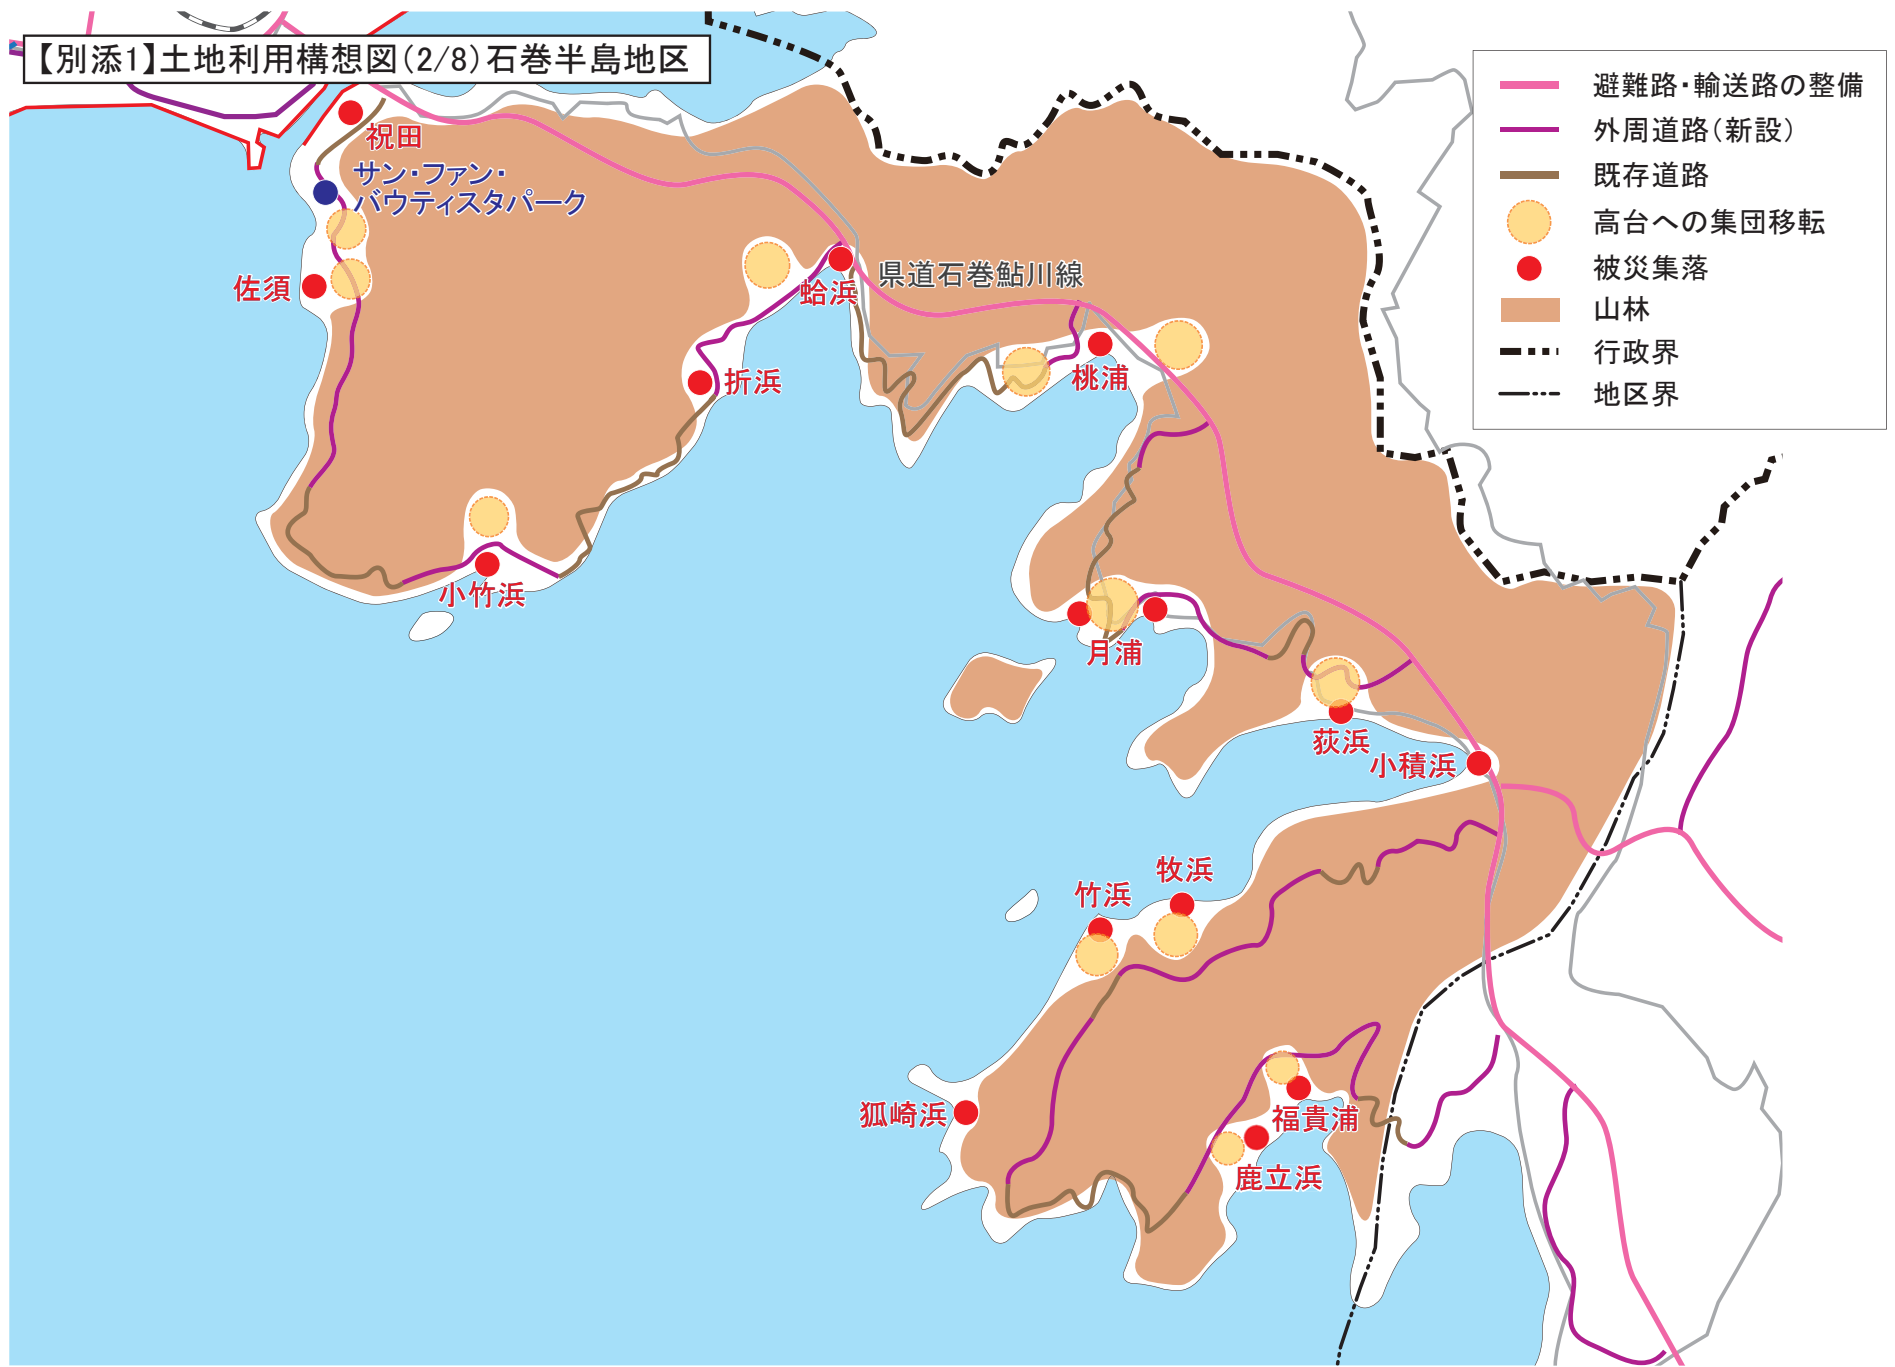 【別添1】土地利用構想図(2/8)石巻半島地区
避難路・輸送路の整備
外周道路(新設)
既存道路
高台への集団移転
被災集落
山林
行政界
地区界
祝田
サン・ファン・
バウティスタパーク
佐須
蛤浜
県道石巻鮎川線
折浜
桃浦
小竹浜
月浦
荻浜
小積浜
牧浜
竹浜
狐崎浜
福貴浦
鹿立浜